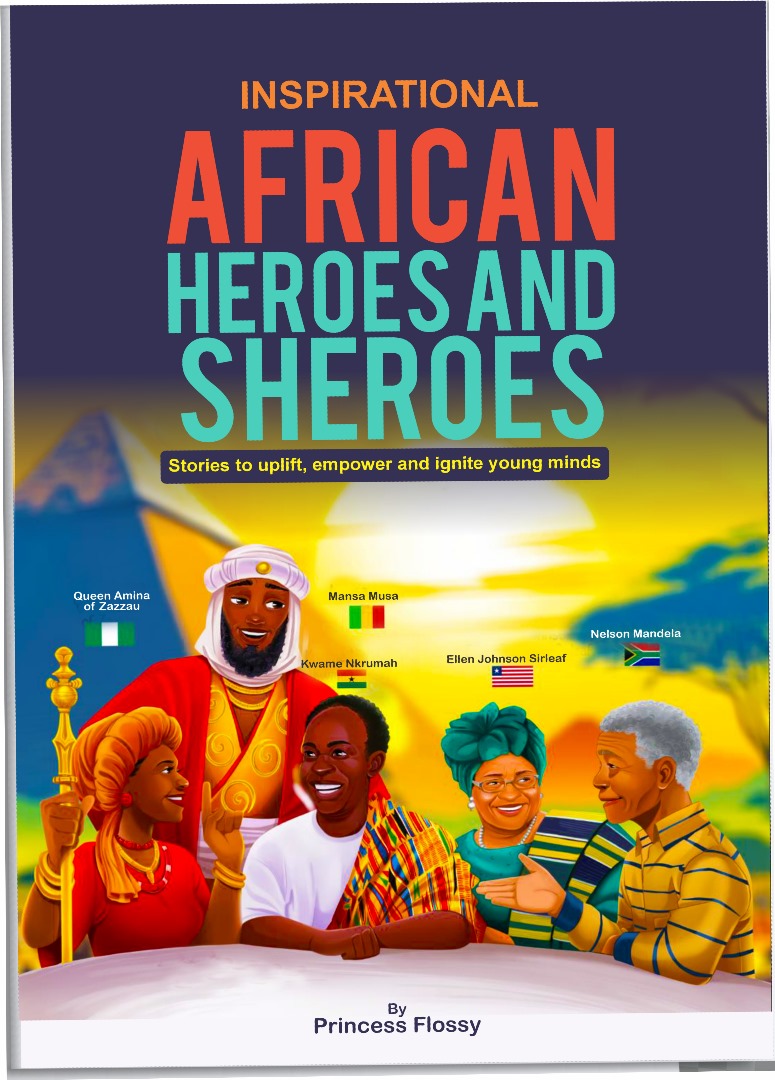 INSPIRATIONAL
AFRICAN
HEROES AND
SHEROES
Stories to uplift, empower and ignite young minds
Queen Amina
of Zazzau
Mansa Musa
Kwame Nkrumah
Ellen Johnson Sirleaf
Nelson Mandela
By
Princess Flossy